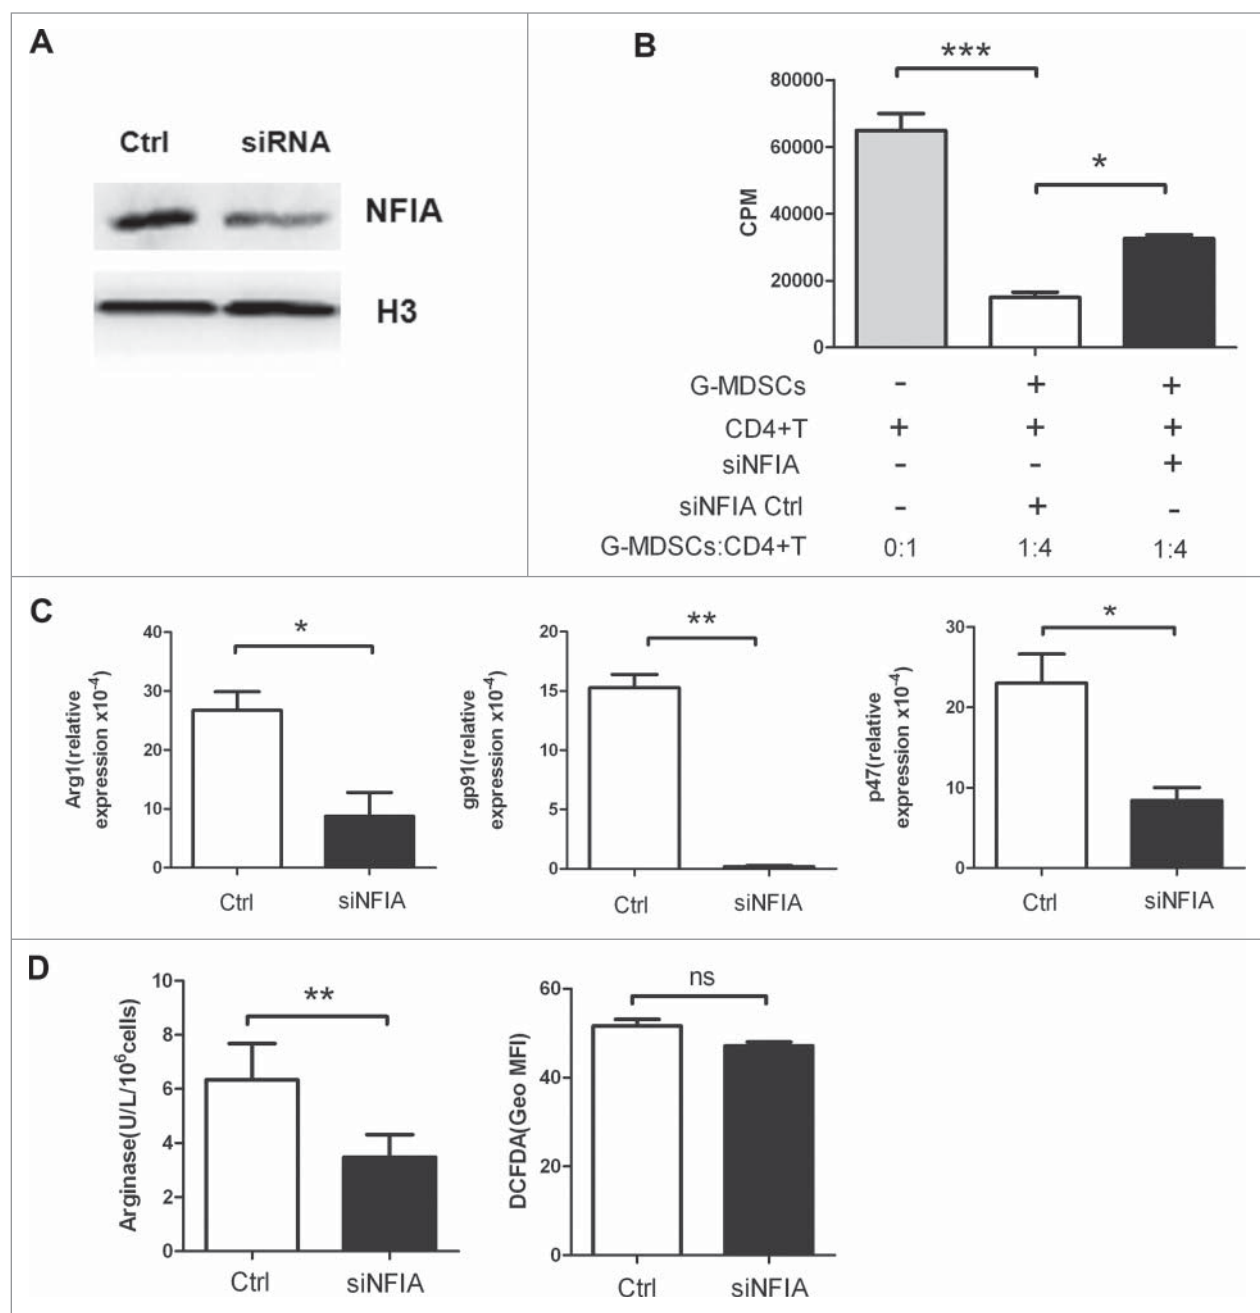 A
Ctrl siRNA
NFIA
H3
B
***
*
80000
60000
40000
20000
0
CPM
G-MDSCs - + +
CD4+T + + +
siNFIA - - +
siNFIA Ctrl - + -
G-MDSCs:CD4+T 0:1 1:4 1:4
C
Arg1(relative
expression x10-4)
40
30
20
10
0
*
Ctrl siNFIA
gp91(relative
expression x10-4)
20
15
10
5
0
**
Ctrl siNFIA
p47(relative
expression x10-4)
30
20
10
0
*
Ctrl siNFIA
D
Arginase(U/L/10⁶cells)
10
8
6
4
2
0
**
Ctrl siNFIA
DCFDA(Geo MFI)
60
40
20
0
ns
Ctrl siNFIA